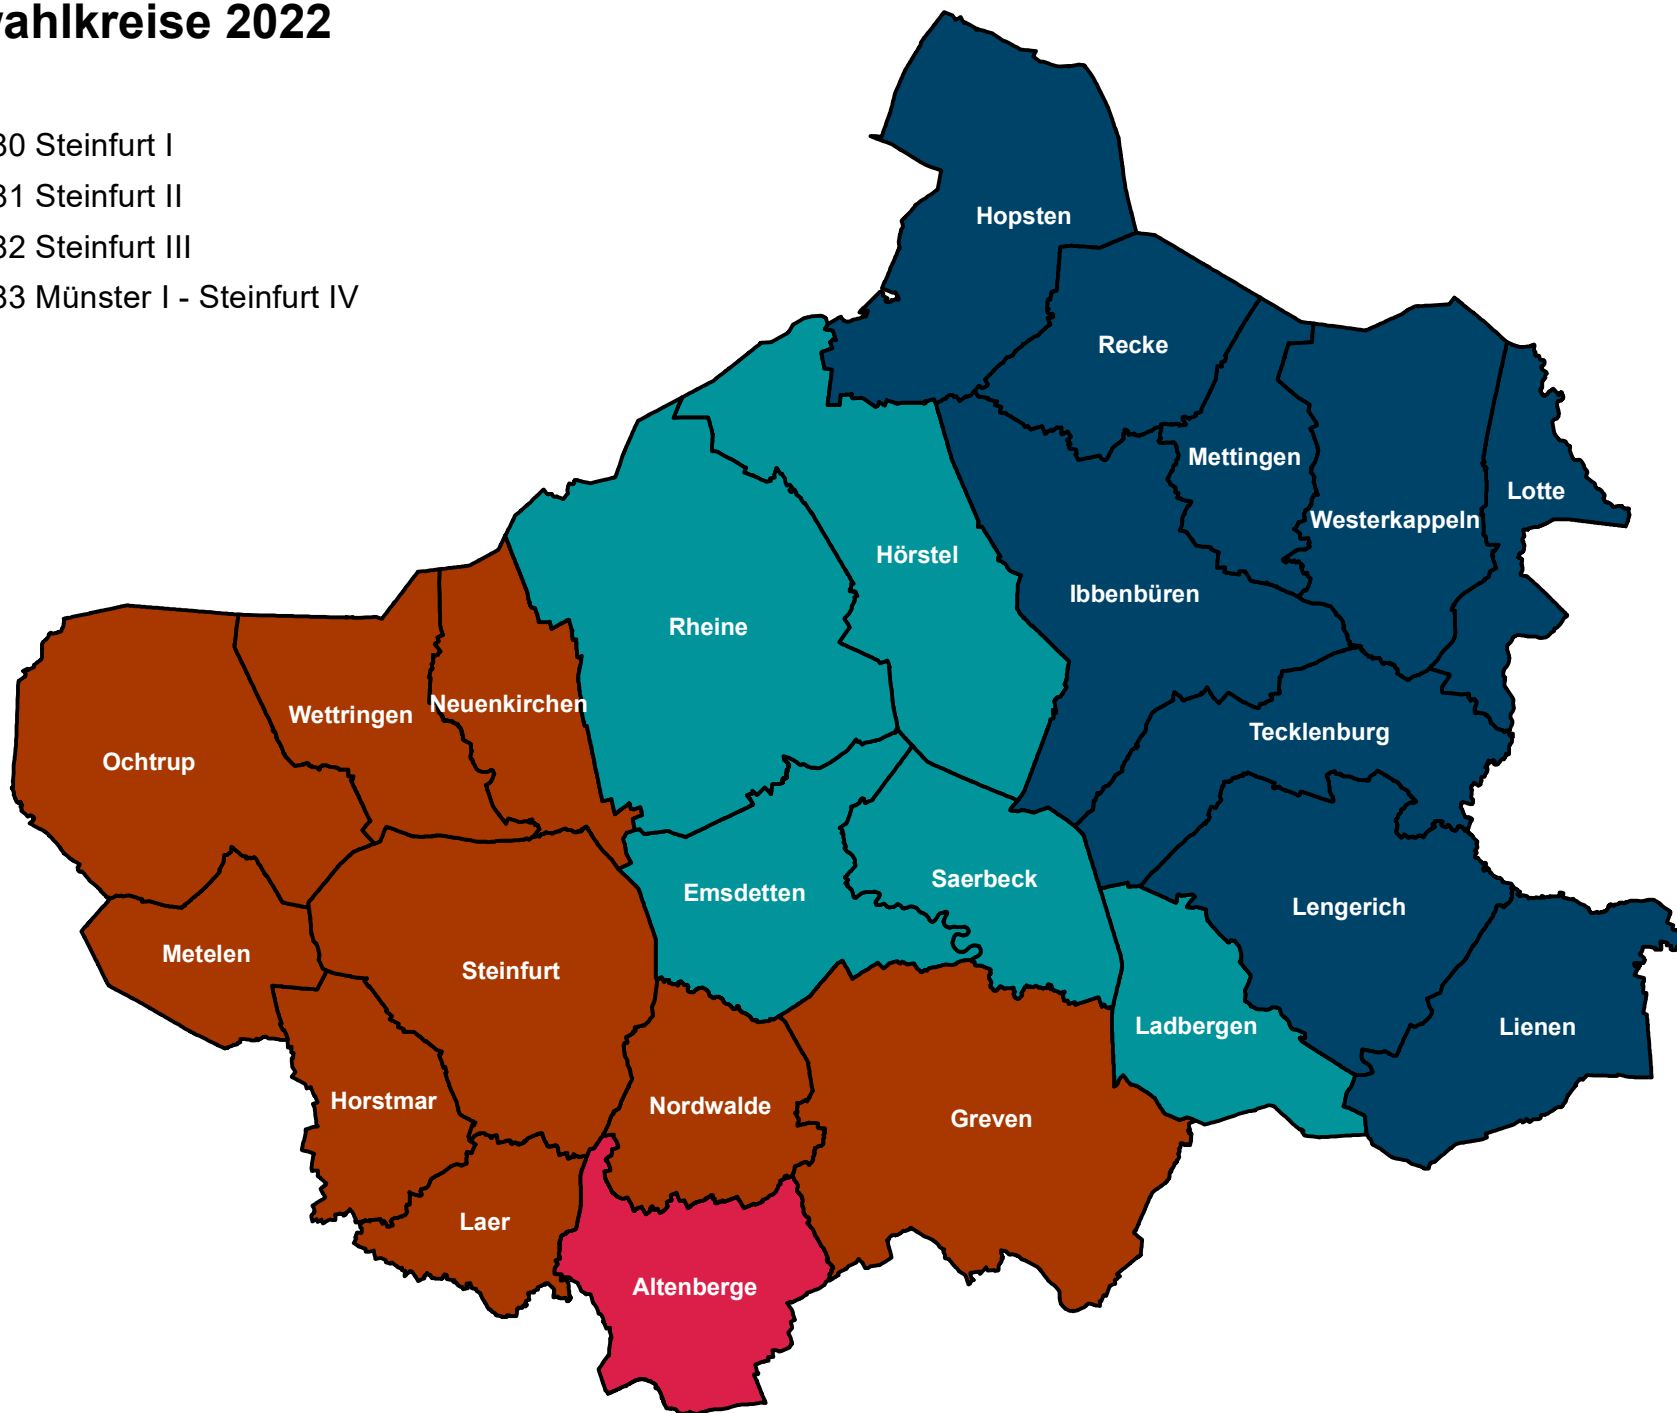 ahlkreise 2022
30 Steinfurt I
31 Steinfurt II
32 Steinfurt III
33 Münster I - Steinfurt IV
Hopsten
Recke
Mettingen
Lotte
Westerkappeln
Hörstel
Ibbenbüren
Rheine
Neuenkirchen
Wettringen
Tecklenburg
Ochtrup
Saerbeck
Emsdetten
Lengerich
Metelen
Steinfurt
Ladbergen
Lienen
Horstmar
Nordwalde
Greven
Laer
Altenberge